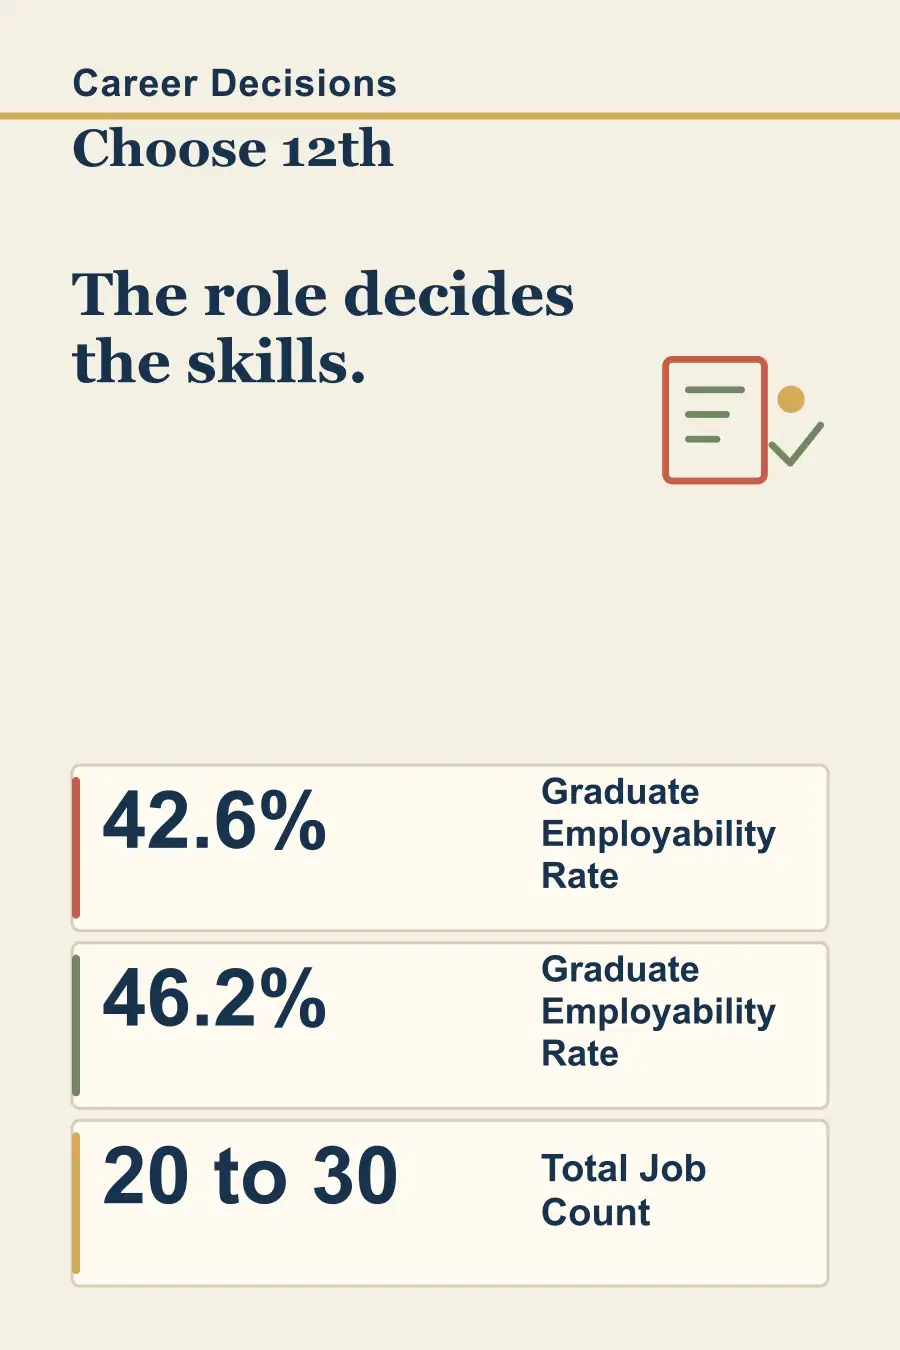 Career Decisions
Choose 12th
The role decides
the skills.
42.6%
Graduate
Employability
Rate
46.2%
Graduate
Employability
Rate
20 to 30
Total Job
Count